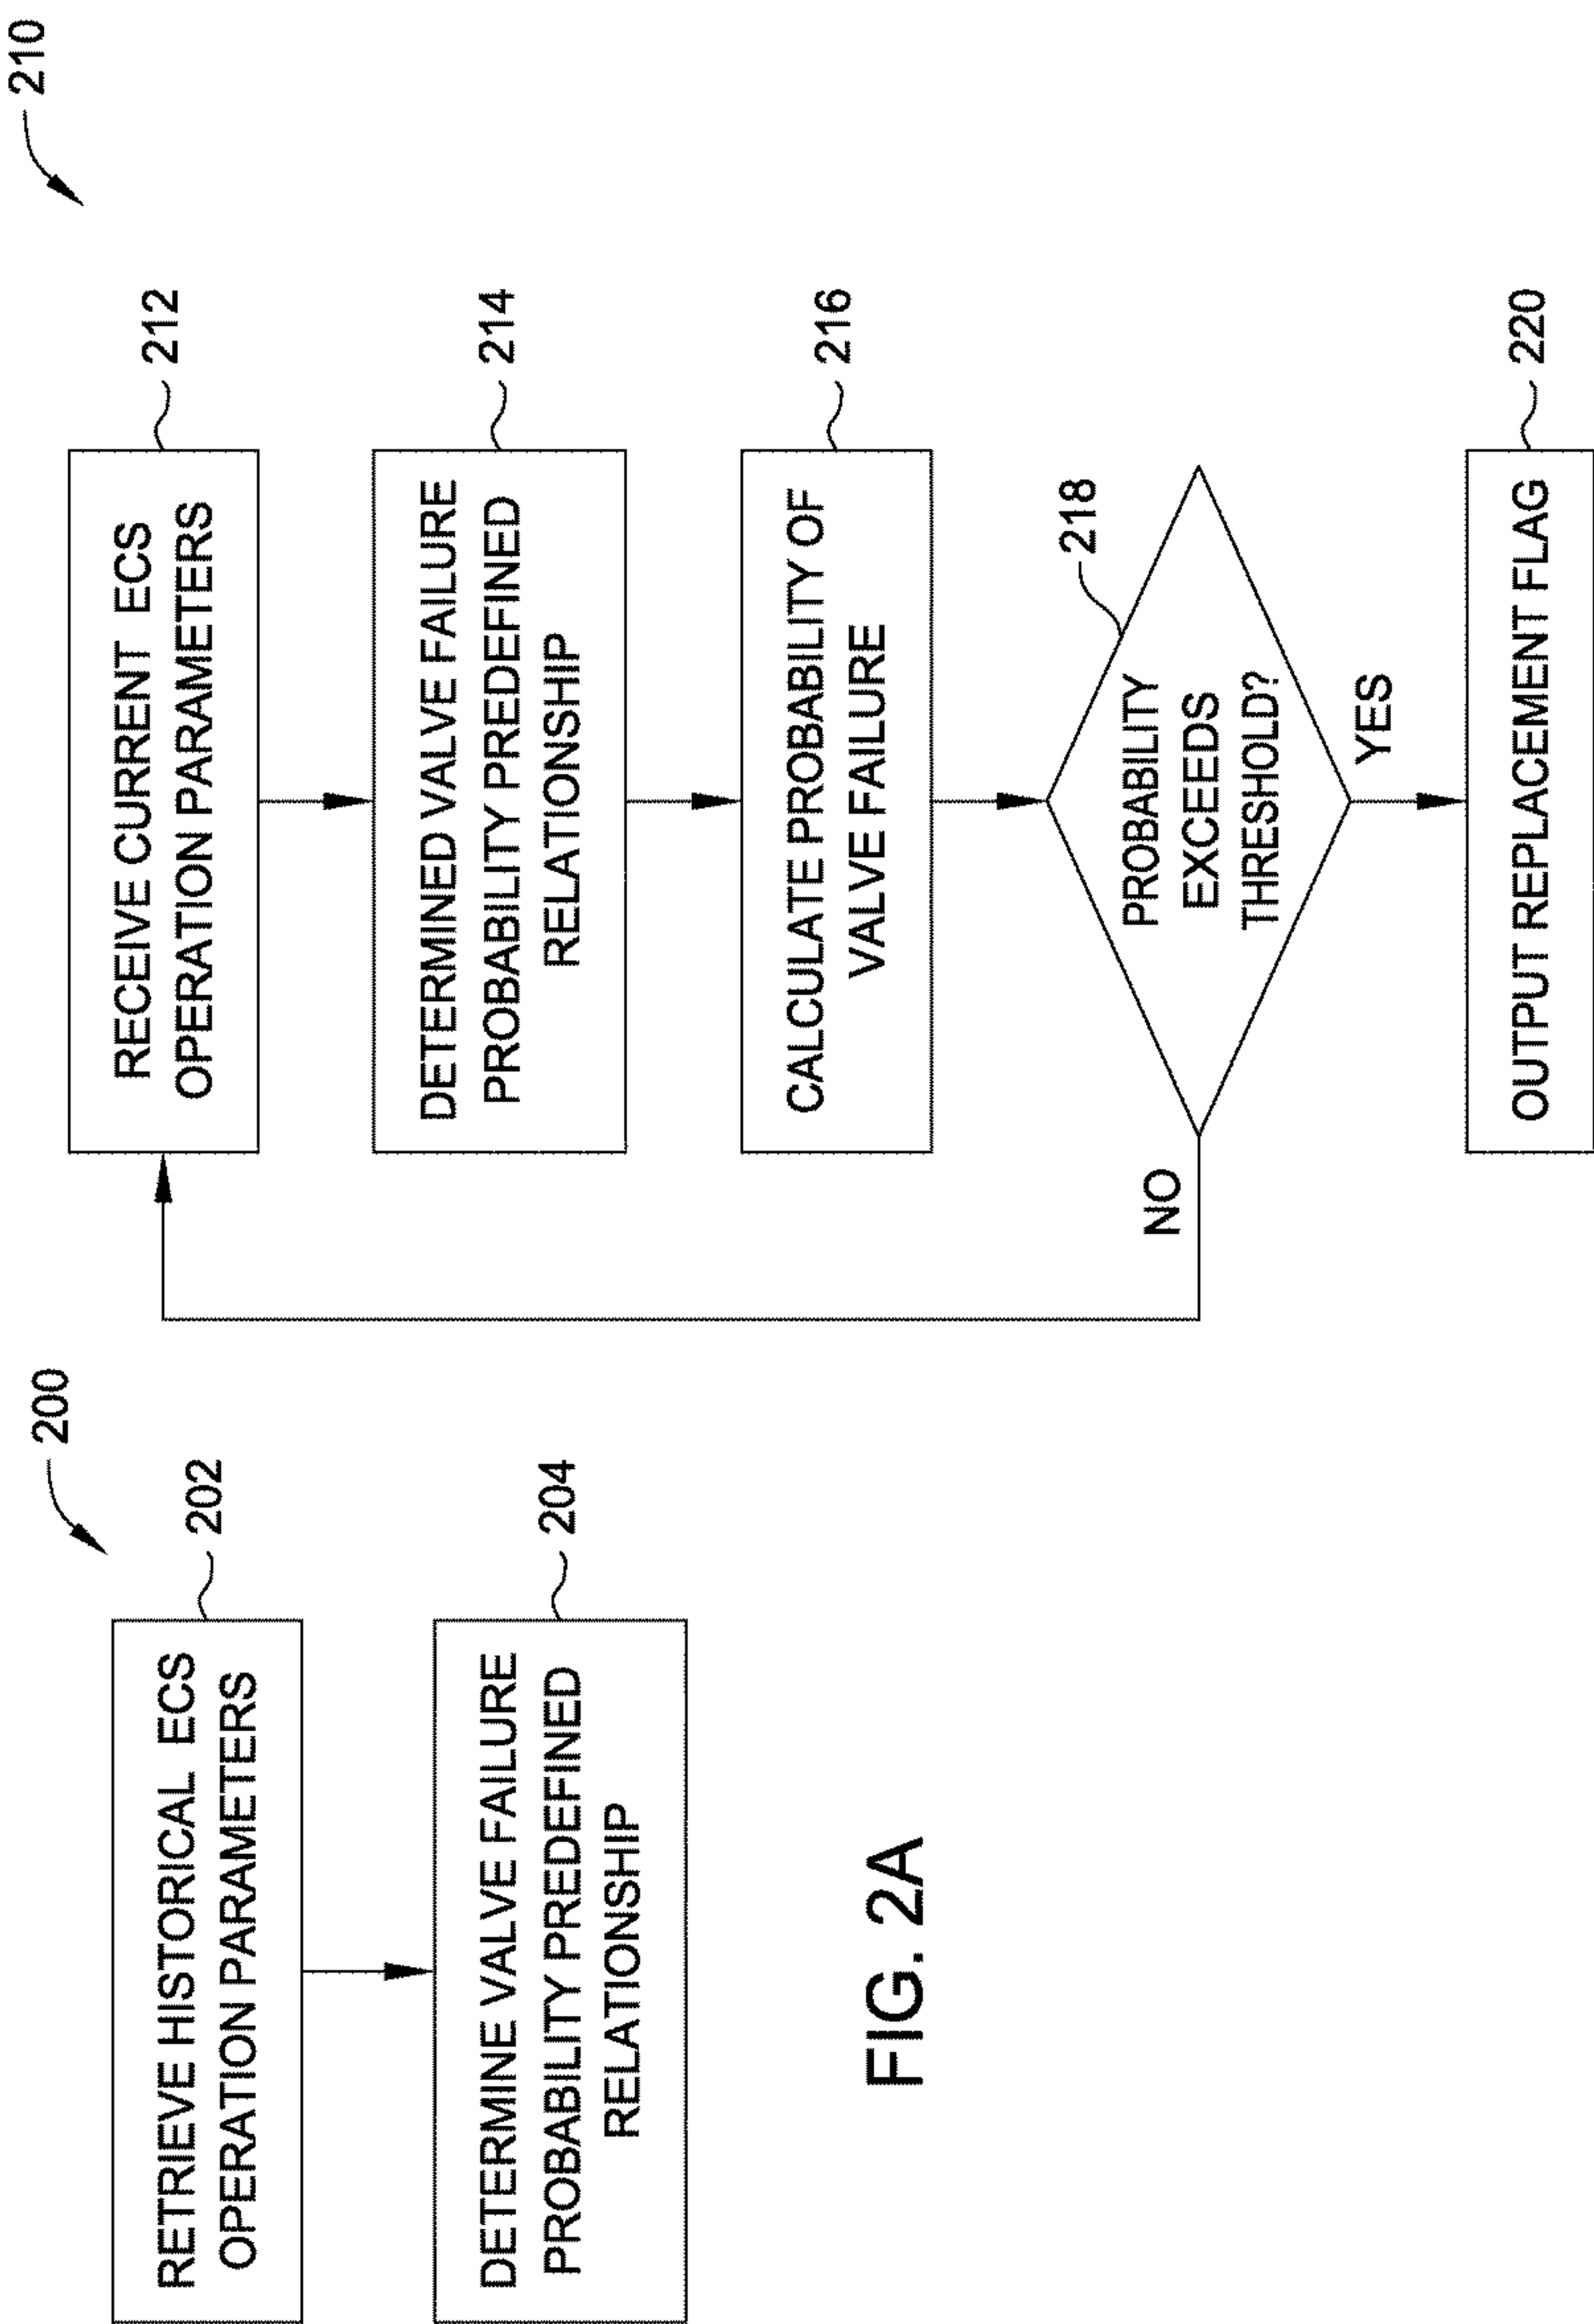 200
RETRIEVE HISTORICAL ECS
OPERATION PARAMETERS
202
DETERMINE VALVE FAILURE
PROBABILITY PREDEFINED
RELATIONSHIP
204
FIG. 2A
210
RECEIVE CURRENT ECS
OPERATION PARAMETERS
212
DETERMINED VALVE FAILURE
PROBABILITY PREDEFINED
RELATIONSHIP
214
CALCULATE PROBABILITY OF
VALVE FAILURE
216
PROBABILITY
EXCEEDS
THRESHOLD?
218
NO
YES
OUTPUT REPLACEMENT FLAG
220